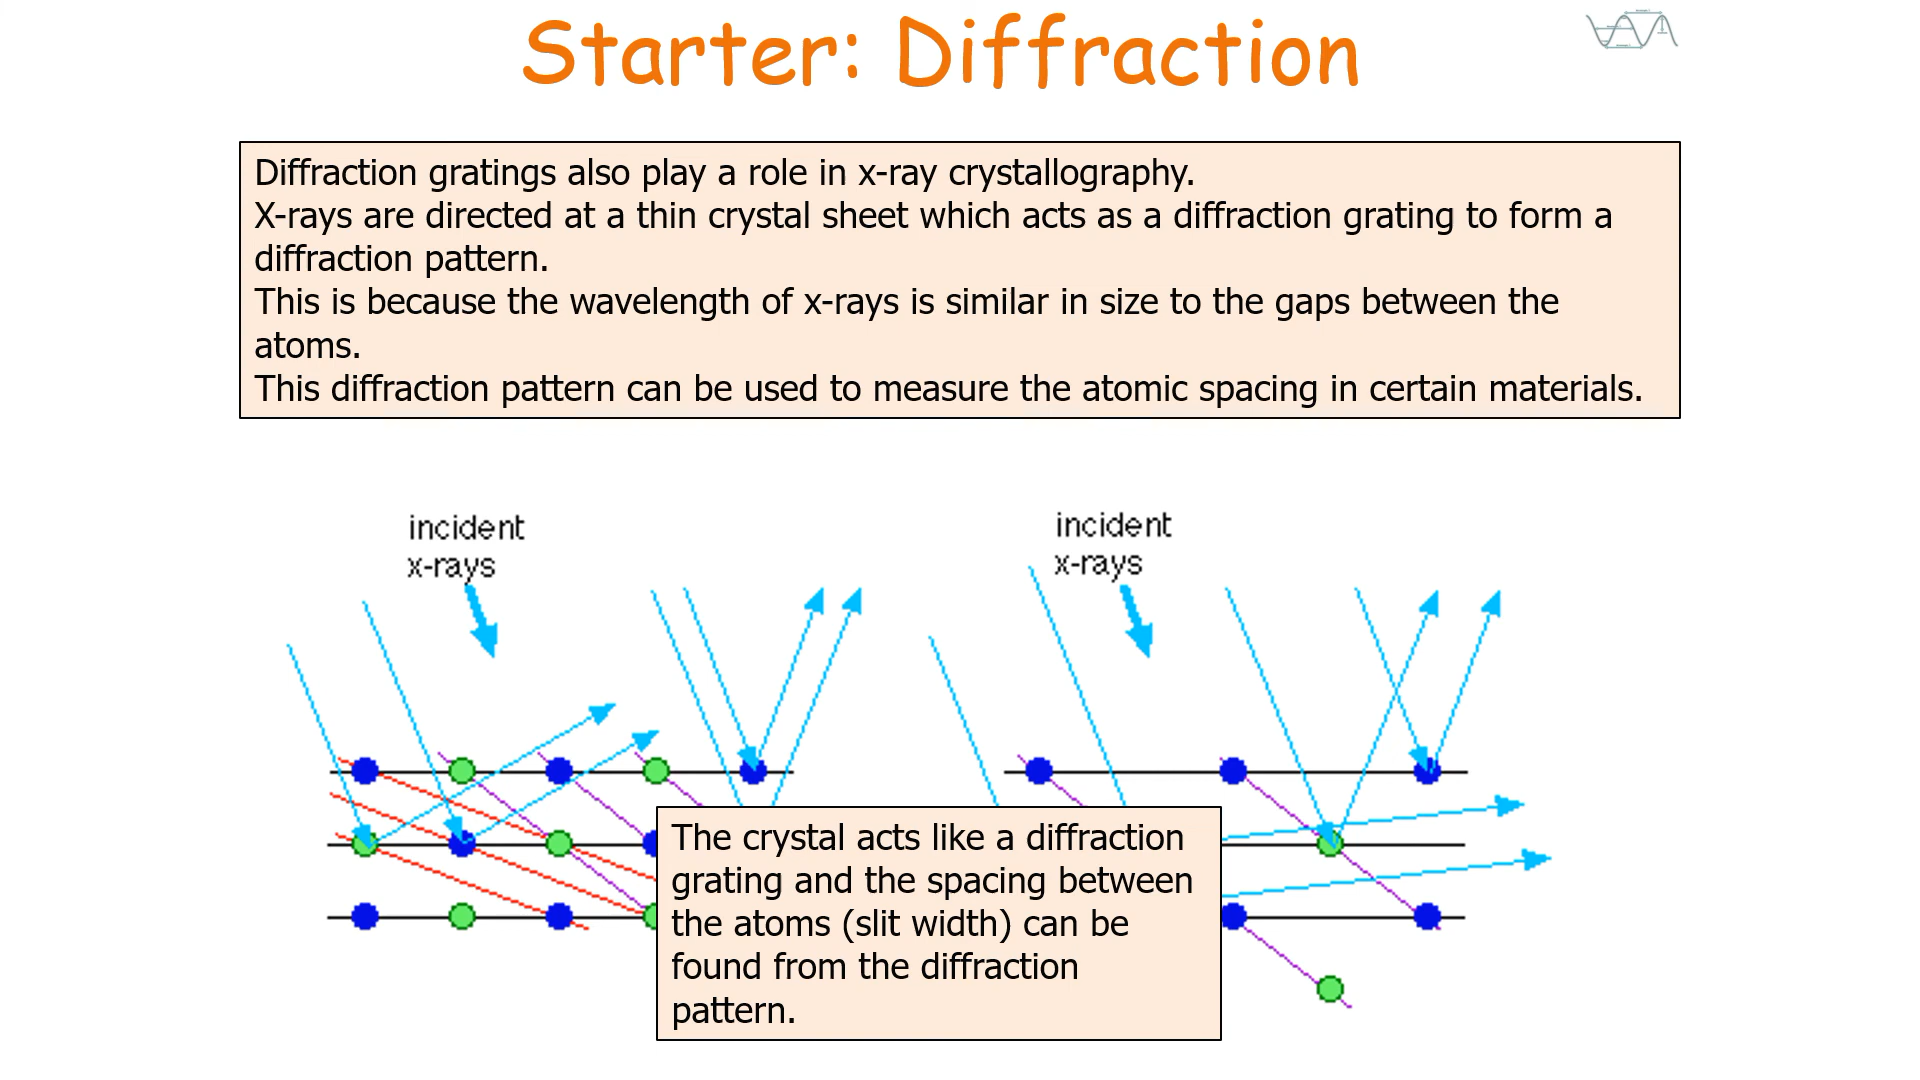 Starter: Diffraction
Diffraction gratings also play a role in x-ray crystallography.
X-rays are directed at a thin crystal sheet which acts as a diffraction grating to form a
diffraction pattern.
This is because the wavelength of x-rays is similar in size to the gaps between the
atoms.
This diffraction pattern can be used to measure the atomic spacing in certain materials.
incident
x-rays
incident
x-rays
The crystal acts like a diffraction
grating and the spacing between
the atoms (slit width) can be
found from the diffraction
pattern.